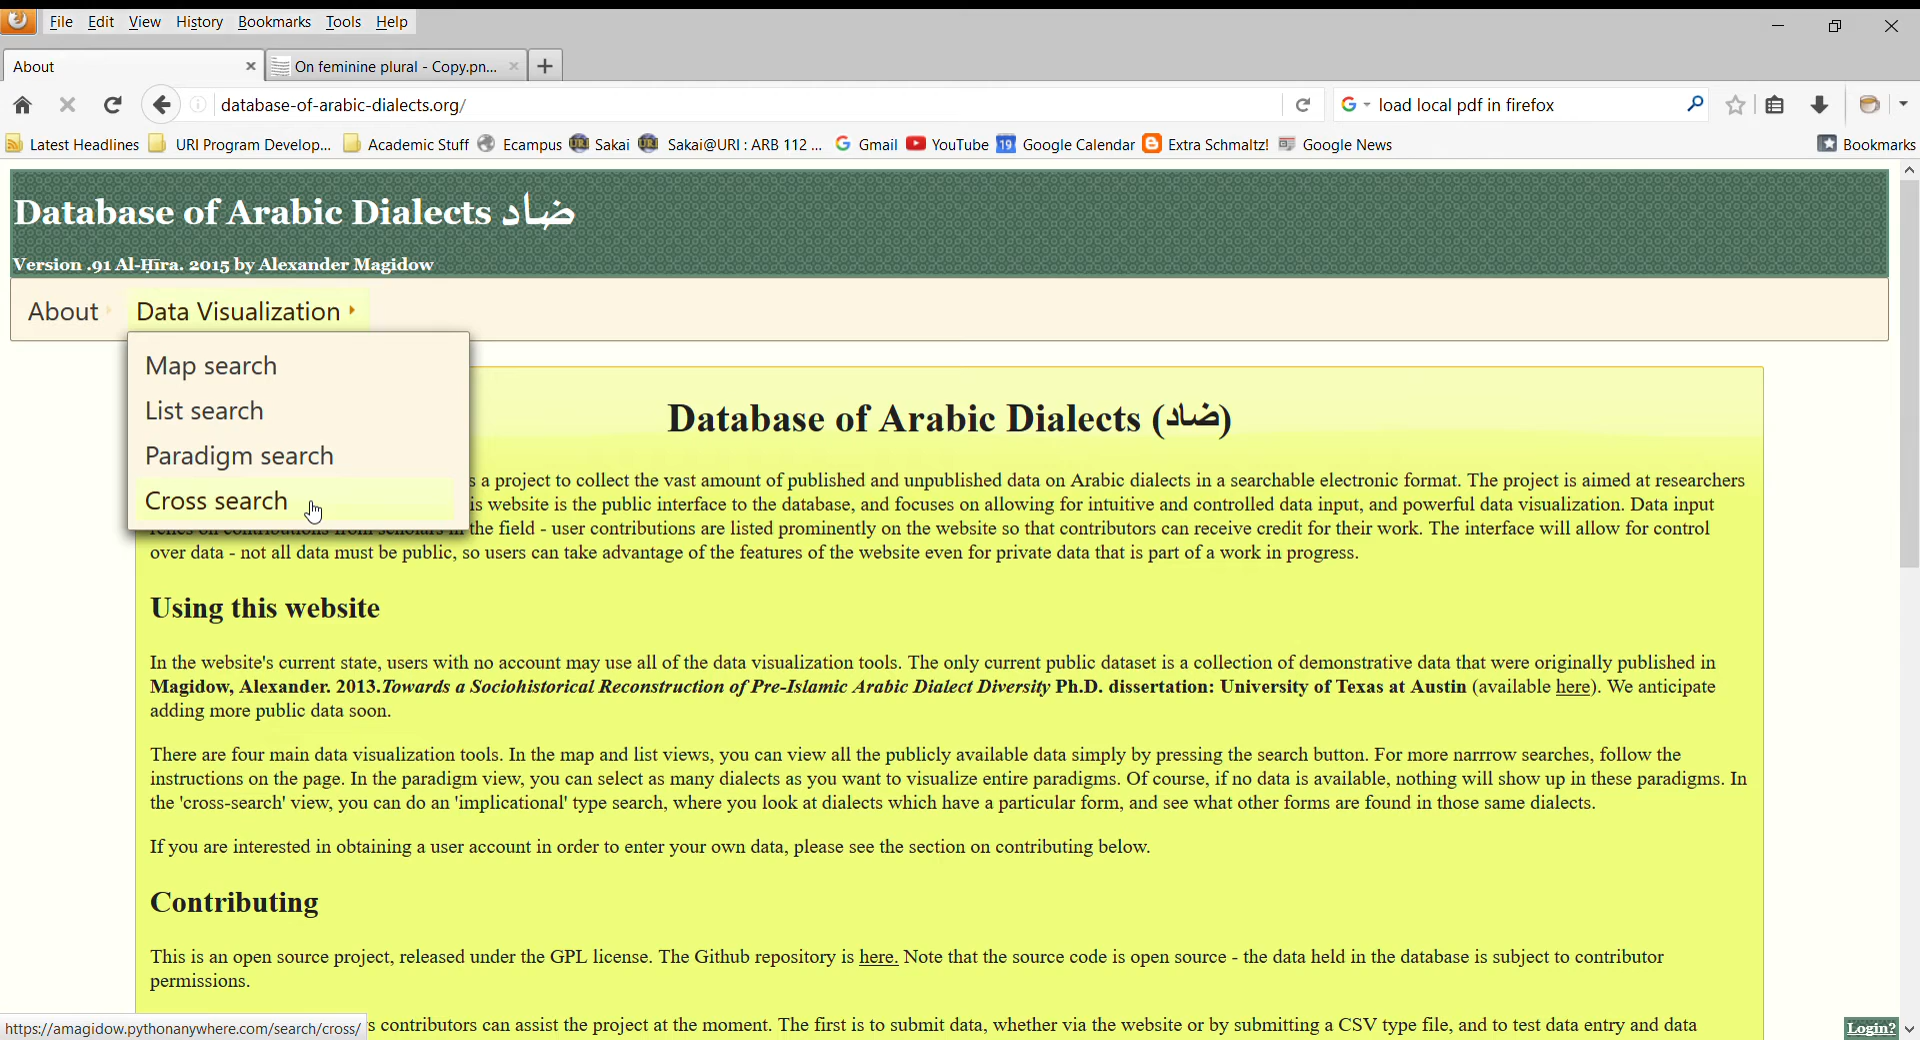 File Edit View History Bookmarks Tools Help
About
On feminine plural - Copy.pn...
database-of-arabic-dialects.org/
load local pdf in firefox
Latest Headlines URI Program Develop... Academic Stuff Ecampus Sakai Sakai@URI : ARB 112 ... Gmail YouTube 19 Google Calendar Extra Schmaltz! Google News Bookmarks
Database of Arabic Dialects ضاد
Version .91 Al-Ḥīra. 2015 by Alexander Magidow
About Data Visualization
Map search
List search
Paradigm search
Cross search
Database of Arabic Dialects (ضاد)
s a project to collect the vast amount of published and unpublished data on Arabic dialects in a searchable electronic format. The project is aimed at researchers
is website is the public interface to the database, and focuses on allowing for intuitive and controlled data input, and powerful data visualization. Data input
relies on contributions from scholars in the field - user contributions are listed prominently on the website so that contributors can receive credit for their work. The interface will allow for control
over data - not all data must be public, so users can take advantage of the features of the website even for private data that is part of a work in progress.
Using this website
In the website's current state, users with no account may use all of the data visualization tools. The only current public dataset is a collection of demonstrative data that were originally published in
Magidow, Alexander. 2013.Towards a Sociohistorical Reconstruction of Pre-Islamic Arabic Dialect Diversity Ph.D. dissertation: University of Texas at Austin (available here). We anticipate
adding more public data soon.
There are four main data visualization tools. In the map and list views, you can view all the publicly available data simply by pressing the search button. For more narrrow searches, follow the
instructions on the page. In the paradigm view, you can select as many dialects as you want to visualize entire paradigms. Of course, if no data is available, nothing will show up in these paradigms. In
the 'cross-search' view, you can do an 'implicational' type search, where you look at dialects which have a particular form, and see what other forms are found in those same dialects.
If you are interested in obtaining a user account in order to enter your own data, please see the section on contributing below.
Contributing
This is an open source project, released under the GPL license. The Github repository is here. Note that the source code is open source - the data held in the database is subject to contributor
permissions.
s contributors can assist the project at the moment. The first is to submit data, whether via the website or by submitting a CSV type file, and to test data entry and data
https://amagidow.pythonanywhere.com/search/cross/
Login?